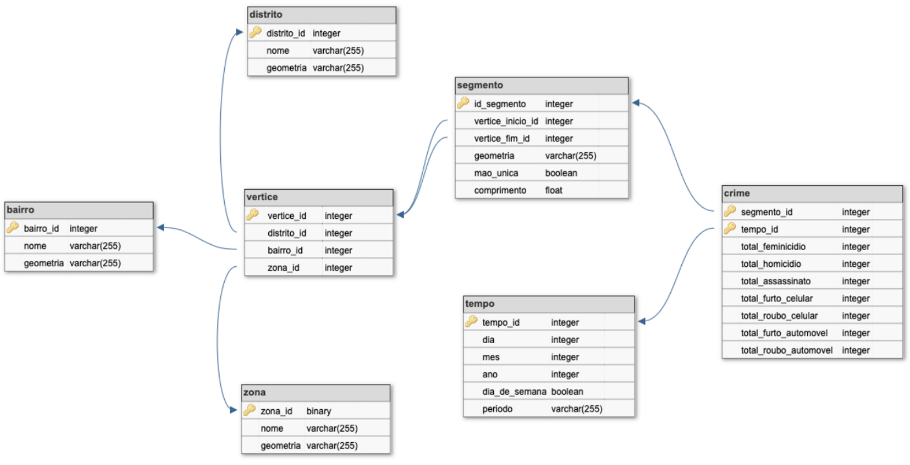 distrito
distrito_id integer
nome varchar(255)
geometria varchar(255)
segmento
id_segmento integer
vertice_inicio_id integer
vertice_fim_id integer
geometria varchar(255)
mao_unica boolean
comprimento float
crime
segmento_id integer
tempo_id integer
total_feminicidio integer
total_homicidio integer
total_assassinato integer
total_furto_celular integer
total_roubo_celular integer
total_furto_automovel integer
total_roubo_automovel integer
vertice
vertice_id integer
distrito_id integer
bairro_id integer
zona_id integer
bairro
bairro_id integer
nome varchar(255)
geometria varchar(255)
tempo
tempo_id integer
dia integer
mes integer
ano integer
dia_de_semana boolean
periodo varchar(255)
zona
zona_id binary
nome varchar(255)
geometria varchar(255)